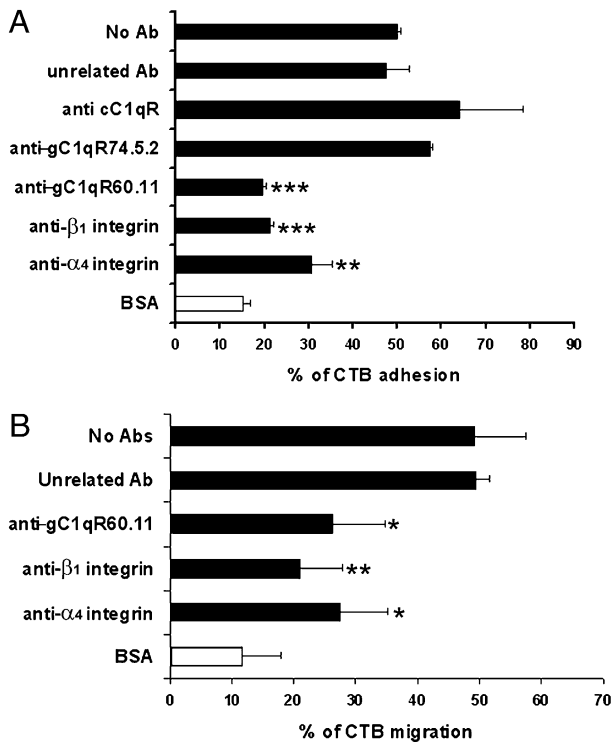 A
No Ab
unrelated Ab
anti cC1qR
anti-gC1qR74.5.2
anti-gC1qR60.11
***
anti-β1 integrin
***
anti-α4 integrin
**
BSA
0 10 20 30 40 50 60 70 80 90
% of CTB adhesion
B
No Abs
Unrelated Ab
anti-gC1qR60.11
*
anti-β1 integrin
**
anti-α4 integrin
*
BSA
0 10 20 30 40 50 60 70
% of CTB migration